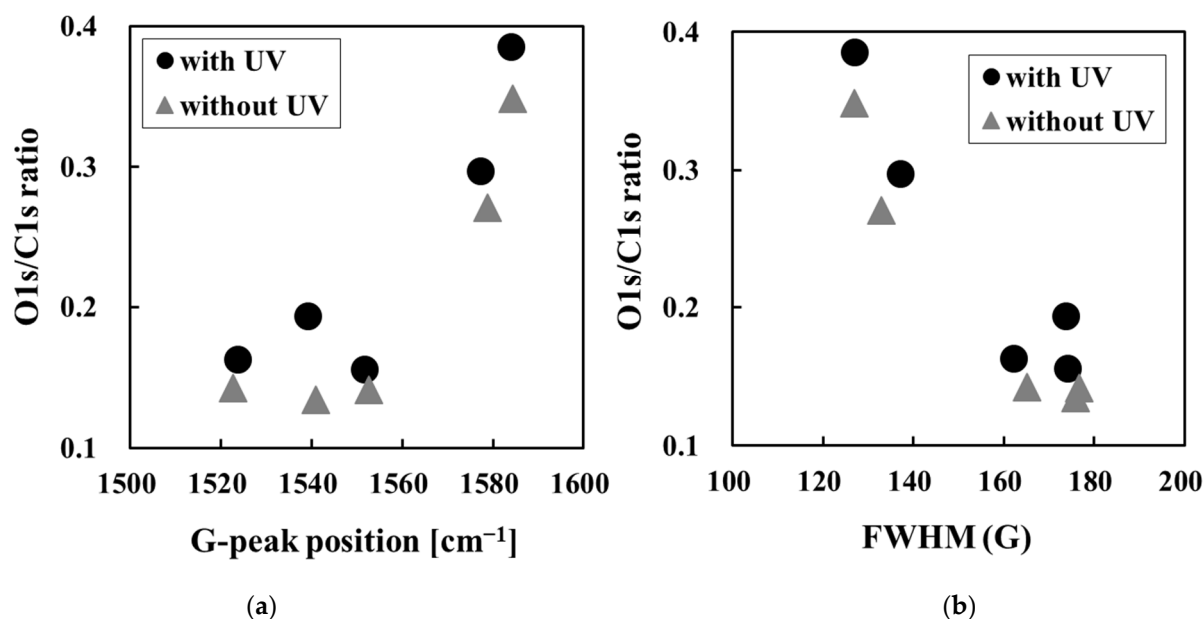 0.4
0.3
0.2
0.1
O1s/C1s ratio
with UV
without UV
1500 1520 1540 1560 1580 1600
G-peak position [cm⁻¹]
(a)
0.4
0.3
0.2
0.1
O1s/C1s ratio
with UV
without UV
100 120 140 160 180 200
FWHM (G)
(b)